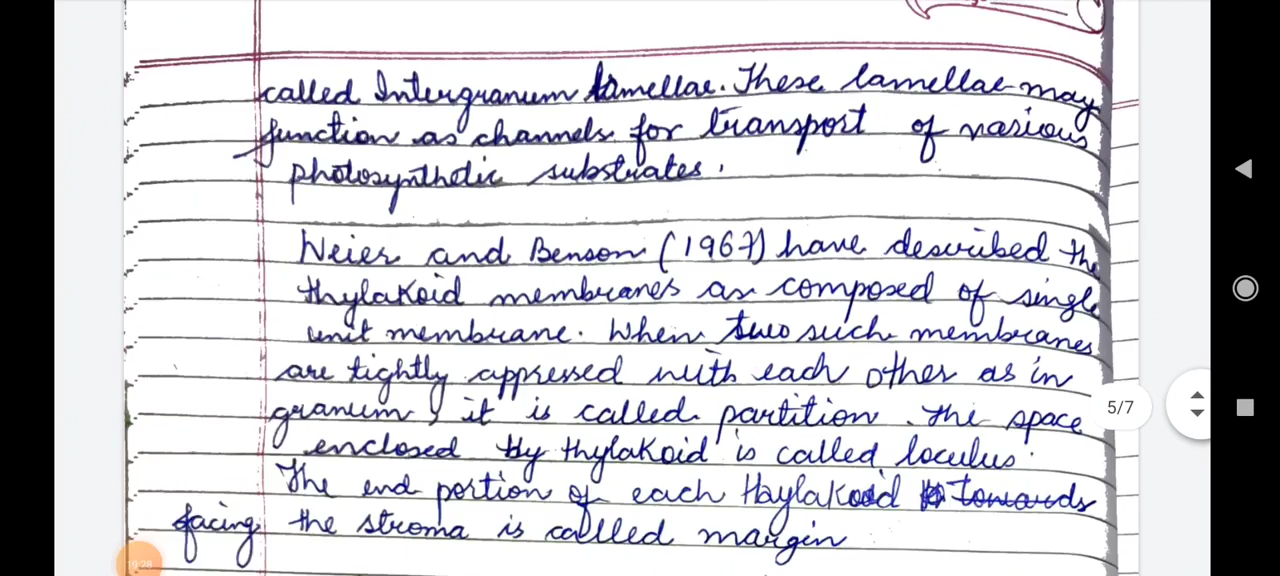 called Intergranum lamellae. These lamellae may
function as channels for transport of various
photosynthetic substrates.
Weier and Benson (1967) have described the
thylakoid membranes as composed of single
unit membrane. When two such membranes
are tightly appressed with each other as in
granum, it is called partition. The space
enclosed by thylakoid is called loculus.
The end portion of each Haylakoid towards
facing the stroma is called margin
5/7
19:28